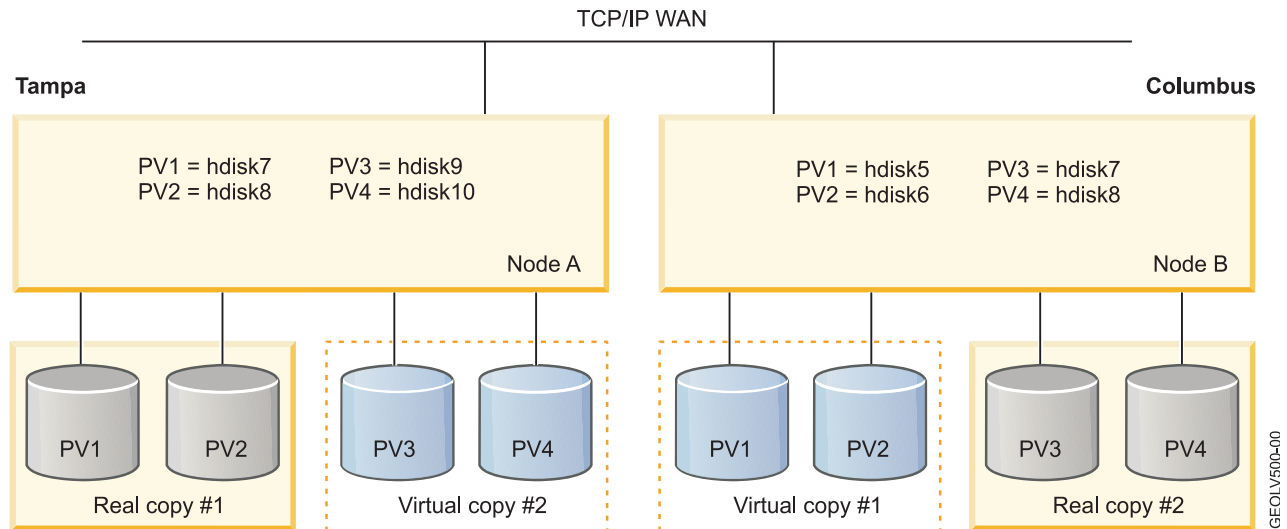 TCP/IP WAN
Tampa
Columbus
PV1 = hdisk7 PV3 = hdisk9
PV2 = hdisk8 PV4 = hdisk10
Node A
PV1 = hdisk5 PV3 = hdisk7
PV2 = hdisk6 PV4 = hdisk8
Node B
PV1 PV2 PV3 PV4 PV1 PV2 PV3 PV4
Real copy #1 Virtual copy #2 Virtual copy #1 Real copy #2
GEOLV500-00